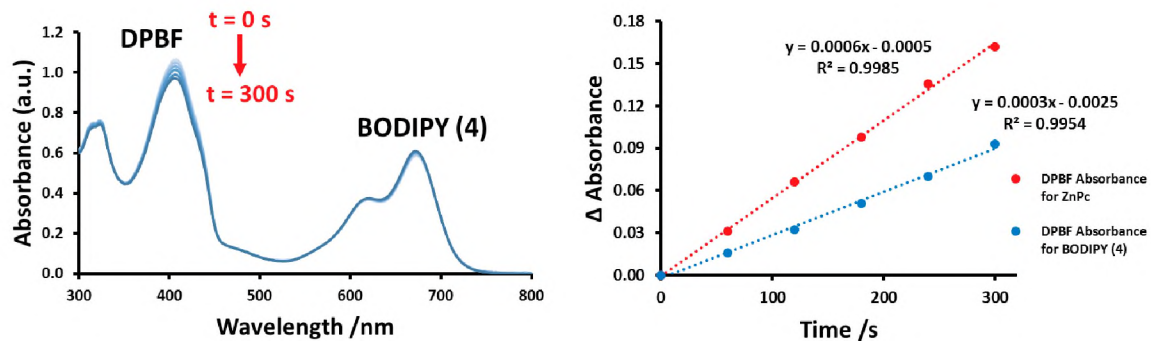 DPBF
t = 0 s
t = 300 s
BODIPY (4)
Absorbance (a.u.)
1.2
1.0
0.8
0.6
0.4
0.2
0.0
300 400 500 600 700 800
Wavelength /nm
Δ Absorbance
0.18
0.15
0.12
0.09
0.06
0.03
0.00
y = 0.0006x - 0.0005
R² = 0.9985
y = 0.0003x - 0.0025
R² = 0.9954
DPBF Absorbance
for ZnPc
DPBF Absorbance
for BODIPY (4)
0 100 200 300
Time /s